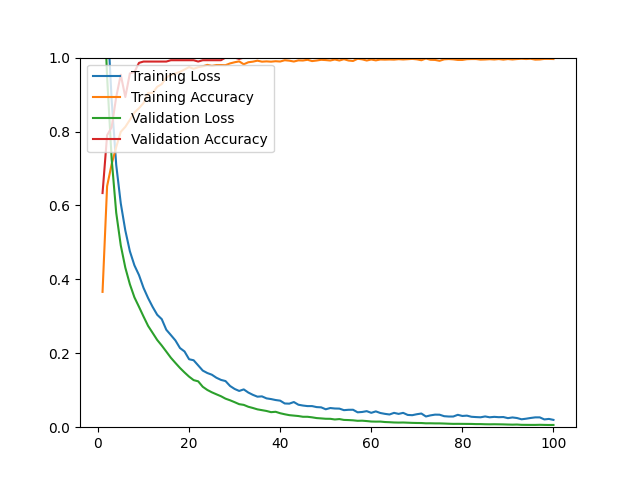 1.0
0.8
0.6
0.4
0.2
0.0
Training Loss
Training Accuracy
Validation Loss
Validation Accuracy
0 20 40 60 80 100